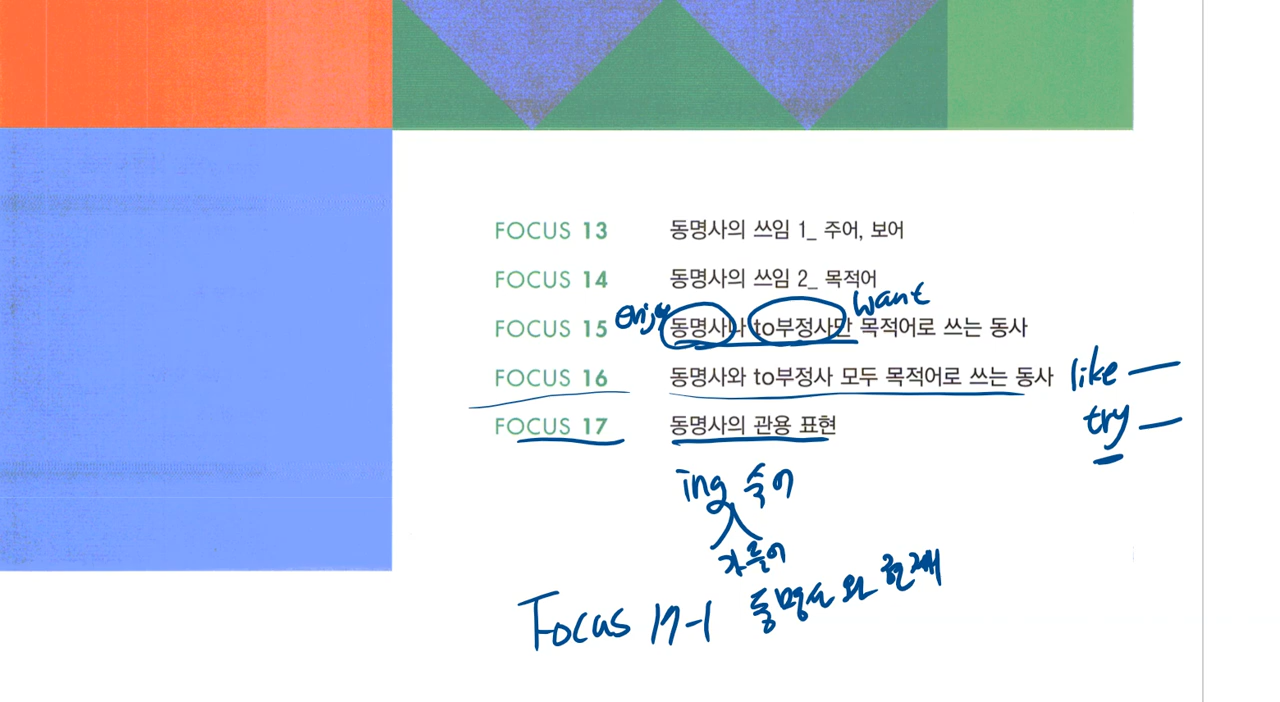 FOCUS 13 동명사의 쓰임 1_ 주어, 보어
FOCUS 14 동명사의 쓰임 2_ 목적어
enjoy want
FOCUS 15 동명사나 to부정사만 목적어로 쓰는 동사
FOCUS 16 동명사와 to부정사 모두 목적어로 쓰는 동사 like
FOCUS 17 동명사의 관용 표현 try
ing 숙어
Focus 17-1 동명사와 현재